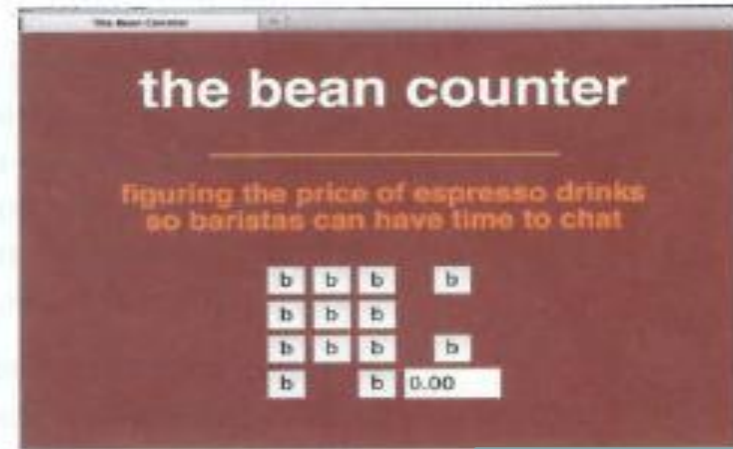 The Bean Counter
the bean counter
figuring the price of espresso drinks
so baristas can have time to chat
b b b b
b b b
b b b b
b b 0.00